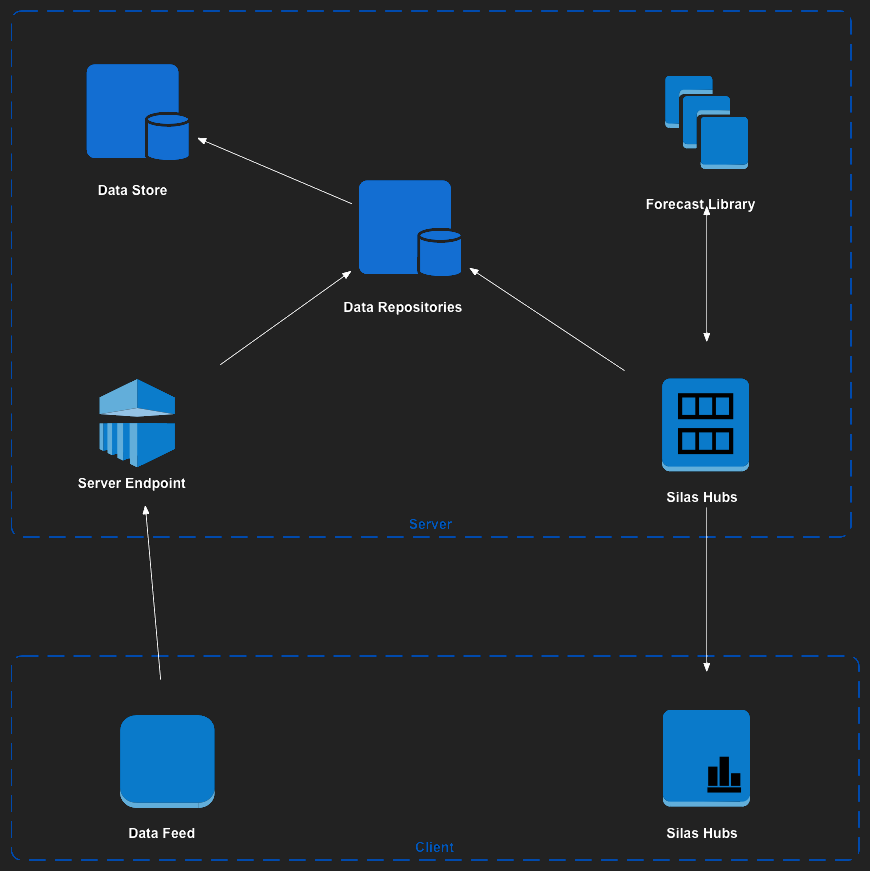 Data Store
Forecast Library
Data Repositories
Server Endpoint
Silas Hubs
Server
Data Feed
Silas Hubs
Client